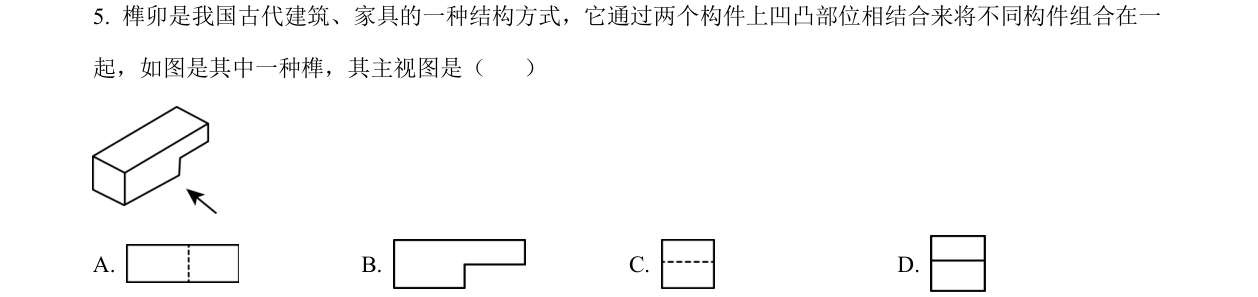 5. 榫卯是我国古代建筑、家具的一种结构方式，它通过两个构件上凹凸部位相结合来将不同构件组合在一
起，如图是其中一种榫，其主视图是（　　）
A. B. C. D.